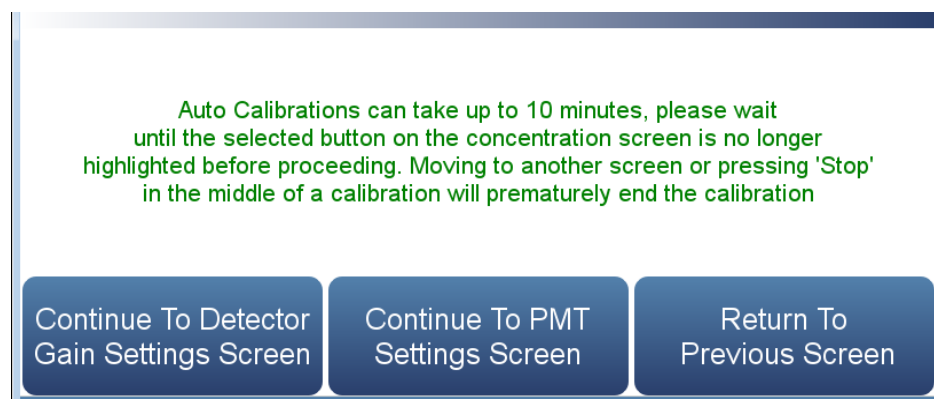 Auto Calibrations can take up to 10 minutes, please wait
until the selected button on the concentration screen is no longer
highlighted before proceeding. Moving to another screen or pressing 'Stop'
in the middle of a calibration will prematurely end the calibration
Continue To Detector
Gain Settings Screen
Continue To PMT
Settings Screen
Return To
Previous Screen